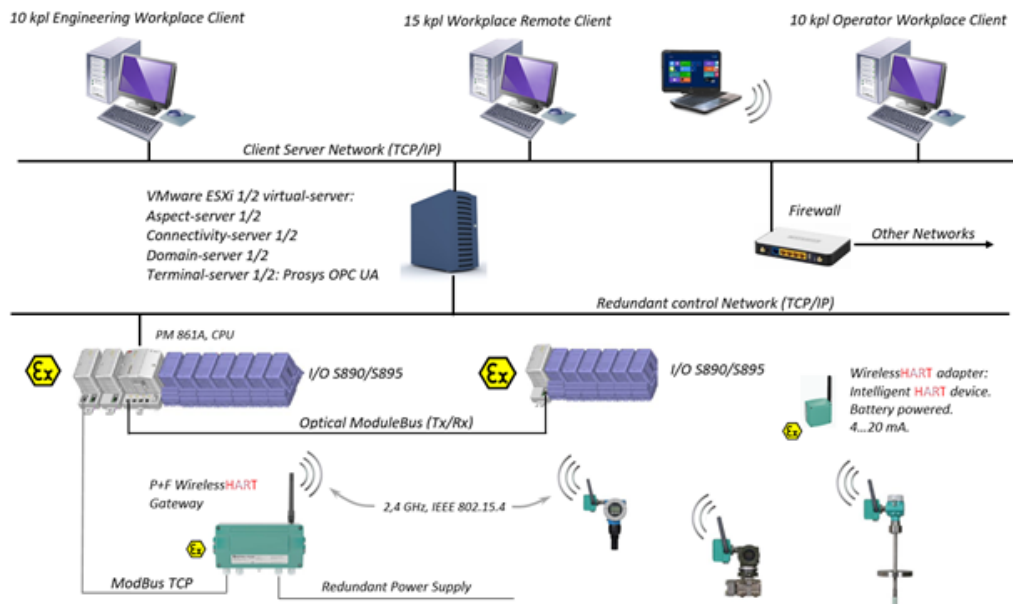 10 kpl Engineering Workplace Client
15 kpl Workplace Remote Client
10 kpl Operator Workplace Client
Client Server Network (TCP/IP)
VMware ESXi 1/2 virtual-server:
Aspect-server 1/2
Connectivity-server 1/2
Domain-server 1/2
Terminal-server 1/2: Prosys OPC UA
Firewall
Other Networks
Redundant control Network (TCP/IP)
PM 861A, CPU
Ex
I/O S890/S895
Ex
I/O S890/S895
WirelessHART adapter:
Intelligent HART device.
Battery powered.
4...20 mA.
Ex
Optical ModuleBus (Tx/Rx)
P+F WirelessHART
Gateway
2,4 GHz, IEEE 802.15.4
Ex
ModBus TCP
Redundant Power Supply